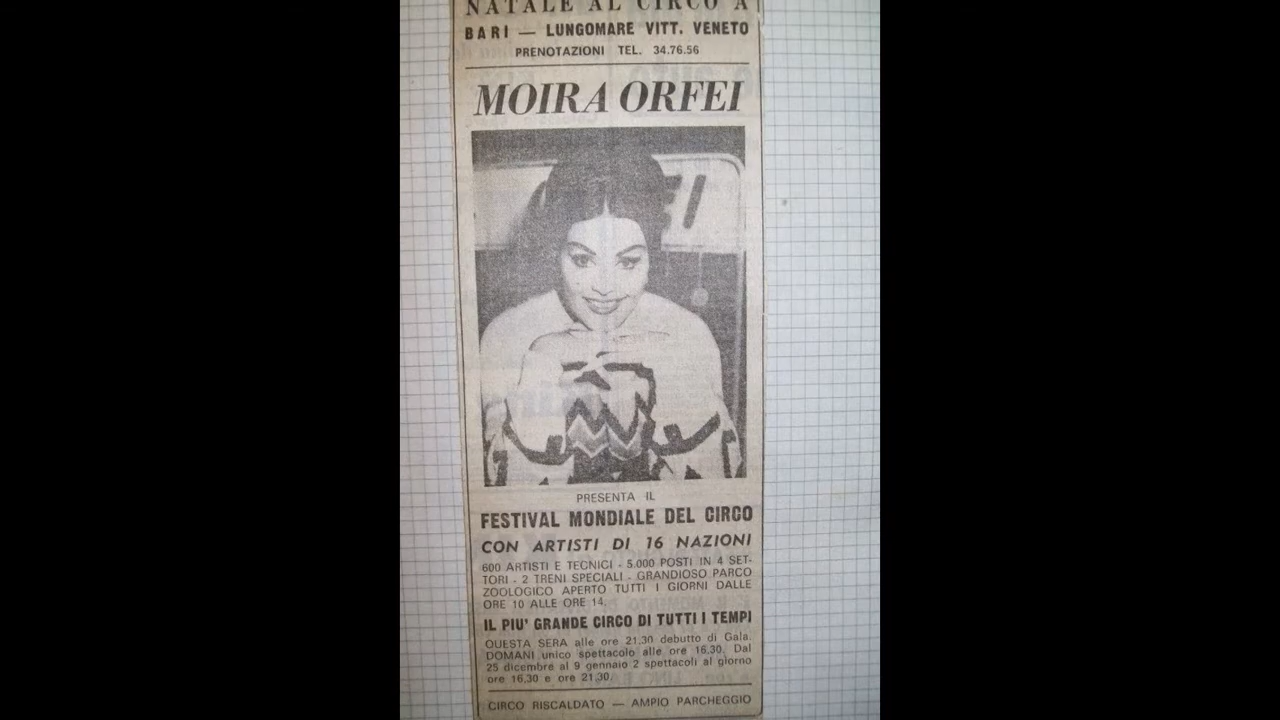 NATALE AL CIRCO A
BARI — LUNGOMARE VITT. VENETO
PRENOTAZIONI TEL. 34.76.56
MOIRA ORFEI
EI
PRESENTA IL
FESTIVAL MONDIALE DEL CIRCO
CON ARTISTI DI 16 NAZIONI
600 ARTISTI E TECNICI - 5.000 POSTI IN 4 SET-
TORI - 2 TRENI SPECIALI - GRANDIOSO PARCO
ZOOLOGICO APERTO TUTTI I GIORNI DALLE
ORE 10 ALLE ORE 14.
IL PIU' GRANDE CIRCO DI TUTTI I TEMPI
QUESTA SERA alle ore 21,30 debutto di Gala.
DOMANI unico spettacolo alle ore 16,30. Dal
25 dicembre al 9 gennaio 2 spettacoli al giorno
ore 16,30 e ore 21,30.
CIRCO RISCALDATO — AMPIO PARCHEGGIO